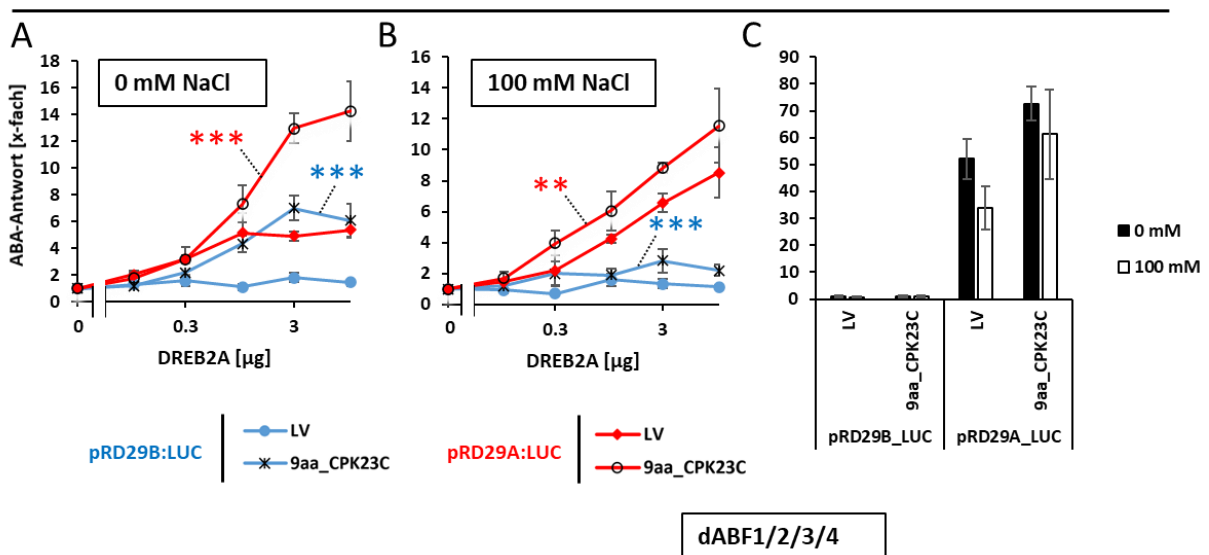 A
B
C
ABA-Antwort [x-fach]
18
16
14
12
10
8
6
4
2
0
0 mM NaCl
***
***
0
0.3
3
DREB2A [µg]
16
14
12
10
8
6
4
2
0
100 mM NaCl
**
***
0
0.3
3
DREB2A [µg]
90
80
70
60
50
40
30
20
10
0
LV
9aa_CPK23C
LV
9aa_CPK23C
pRD29B_LUC
pRD29A_LUC
0 mM
100 mM
pRD29B:LUC
LV
9aa_CPK23C
pRD29A:LUC
LV
9aa_CPK23C
dABF1/2/3/4